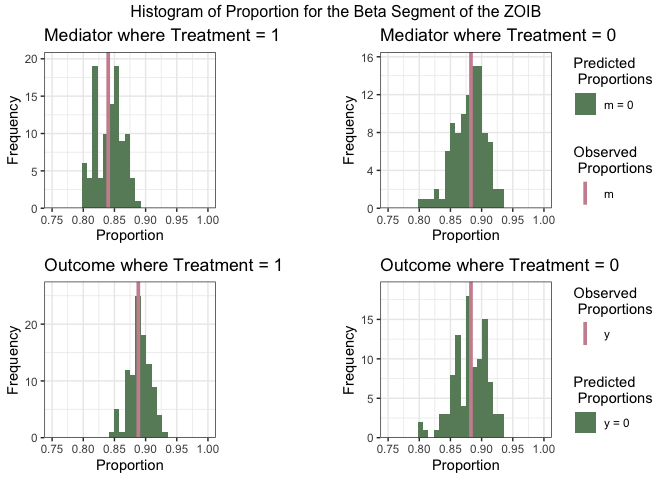 Histogram of Proportion for the Beta Segment of the ZOIB
Mediator where Treatment = 1
Frequency
20
15
10
5
0
0.75 0.80 0.85 0.90 0.95 1.00
Proportion
Mediator where Treatment = 0
Frequency
16
12
8
4
0
0.75 0.80 0.85 0.90 0.95 1.00
Proportion
Predicted
Proportions
m = 0
Observed
Proportions
m
Outcome where Treatment = 1
Frequency
20
10
0
0.75 0.80 0.85 0.90 0.95 1.00
Proportion
Outcome where Treatment = 0
Frequency
15
10
5
0
0.75 0.80 0.85 0.90 0.95 1.00
Proportion
Observed
Proportions
y
Predicted
Proportions
y = 0